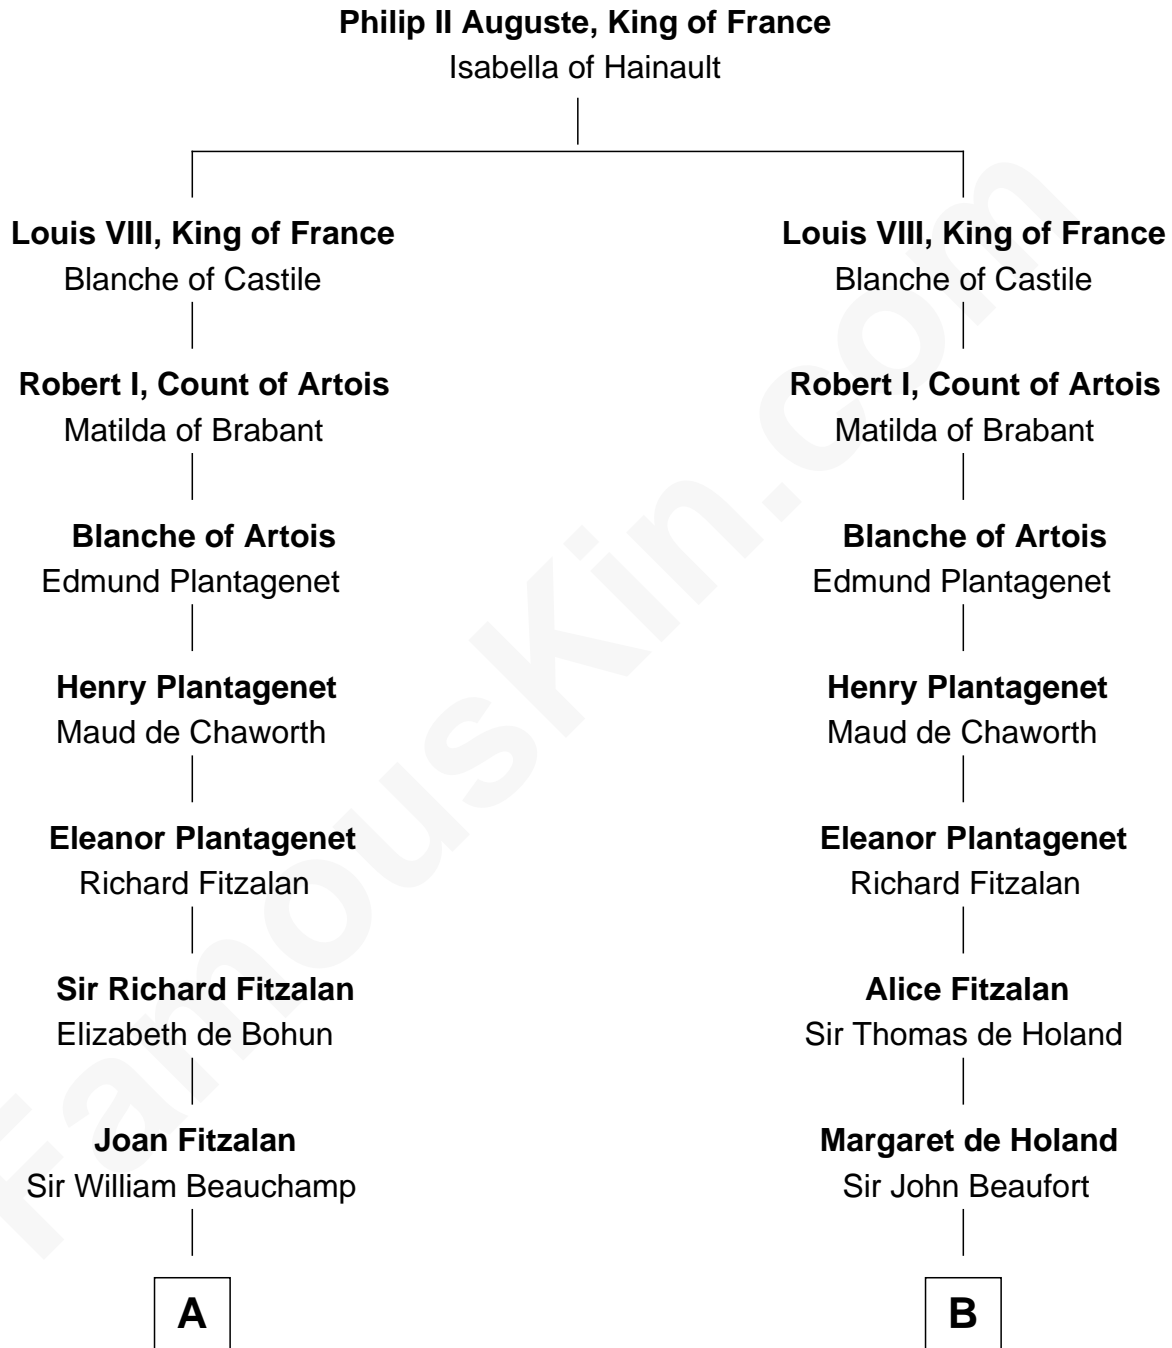 Philip II Auguste, King of France
Isabella of Hainault
Louis VIII, King of France
Blanche of Castile
Louis VIII, King of France
Blanche of Castile
Robert I, Count of Artois
Matilda of Brabant
Robert I, Count of Artois
Matilda of Brabant
Blanche of Artois
Edmund Plantagenet
Blanche of Artois
Edmund Plantagenet
Henry Plantagenet
Maud de Chaworth
Henry Plantagenet
Maud de Chaworth
Eleanor Plantagenet
Richard Fitzalan
Eleanor Plantagenet
Richard Fitzalan
Sir Richard Fitzalan
Elizabeth de Bohun
Alice Fitzalan
Sir Thomas de Holand
Joan Fitzalan
Sir William Beauchamp
Margaret de Holand
Sir John Beaufort
A
B
FamousKin.com